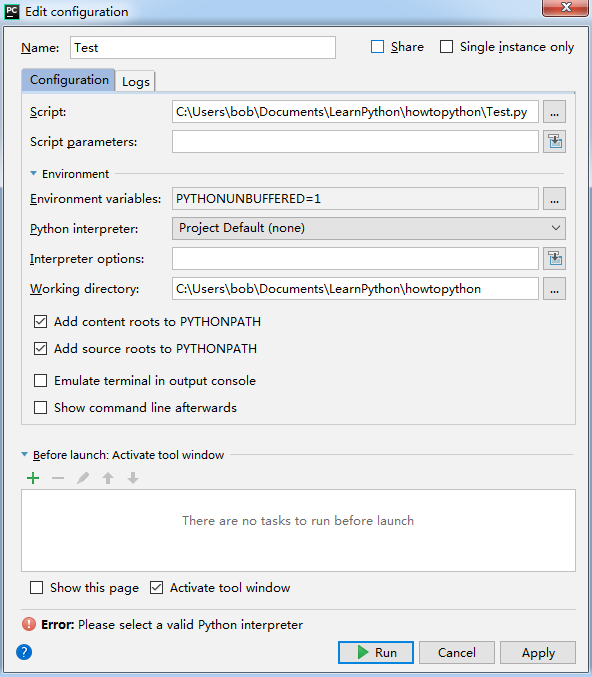 PC Edit configuration
Name: Test Share Single instance only
Configuration Logs
Script: C:\Users\bob\Documents\LearnPython\howtopython\Test.py ...
Script parameters:
Environment
Environment variables: PYTHONUNBUFFERED=1 ...
Python interpreter: Project Default (none)
Interpreter options:
Working directory: C:\Users\bob\Documents\LearnPython\howtopython ...
Add content roots to PYTHONPATH
Add source roots to PYTHONPATH
Emulate terminal in output console
Show command line afterwards
Before launch: Activate tool window
There are no tasks to run before launch
Show this page Activate tool window
Error: Please select a valid Python interpreter
? Run Cancel Apply